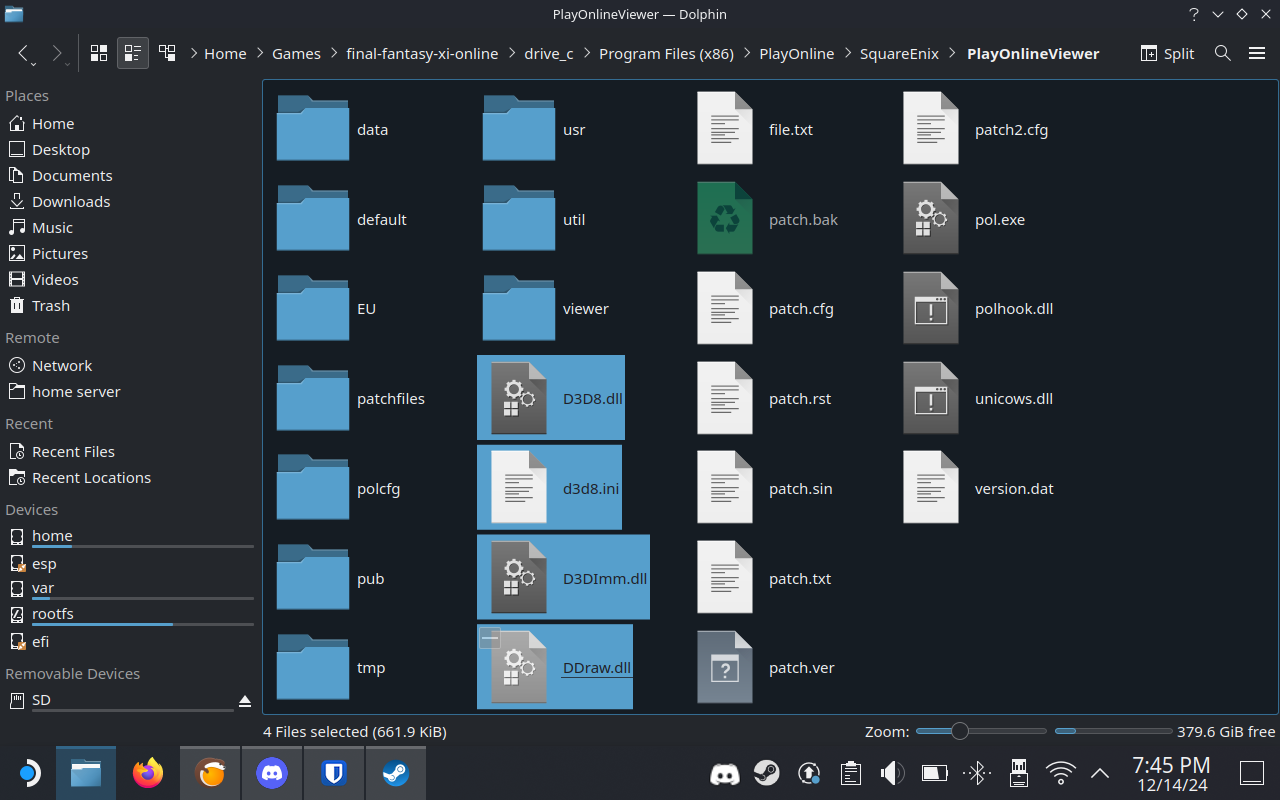 PlayOnlineViewer — Dolphin
Home > Games > final-fantasy-xi-online > drive_c > Program Files (x86) > PlayOnline > SquareEnix > PlayOnlineViewer
Split
Places
Home
Desktop
Documents
Downloads
Music
Pictures
Videos
Trash
Remote
Network
home server
Recent
Recent Files
Recent Locations
Devices
home
esp
var
rootfs
efi
Removable Devices
SD
data
default
EU
patchfiles
polcfg
pub
tmp
usr
util
viewer
D3D8.dll
d3d8.ini
D3DImm.dll
DDraw.dll
file.txt
patch.bak
patch.cfg
patch.rst
patch.sin
patch.txt
patch.ver
patch2.cfg
pol.exe
polhook.dll
unicows.dll
version.dat
4 Files selected (661.9 KiB)
Zoom:
379.6 GiB free
7:45 PM
12/14/24